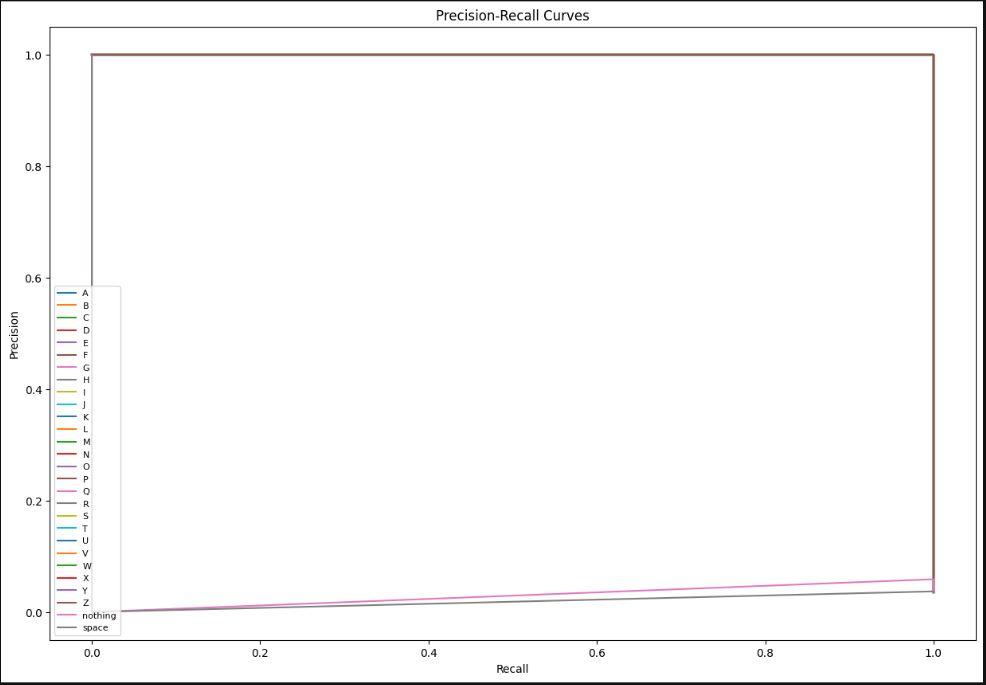 Precision-Recall Curves
1.0
0.8
0.6
0.4
0.2
0.0
Precision
A
B
C
D
E
F
G
H
I
J
K
L
M
N
O
P
Q
R
S
T
U
V
W
X
Y
Z
nothing
space
0.0 0.2 0.4 0.6 0.8 1.0
Recall